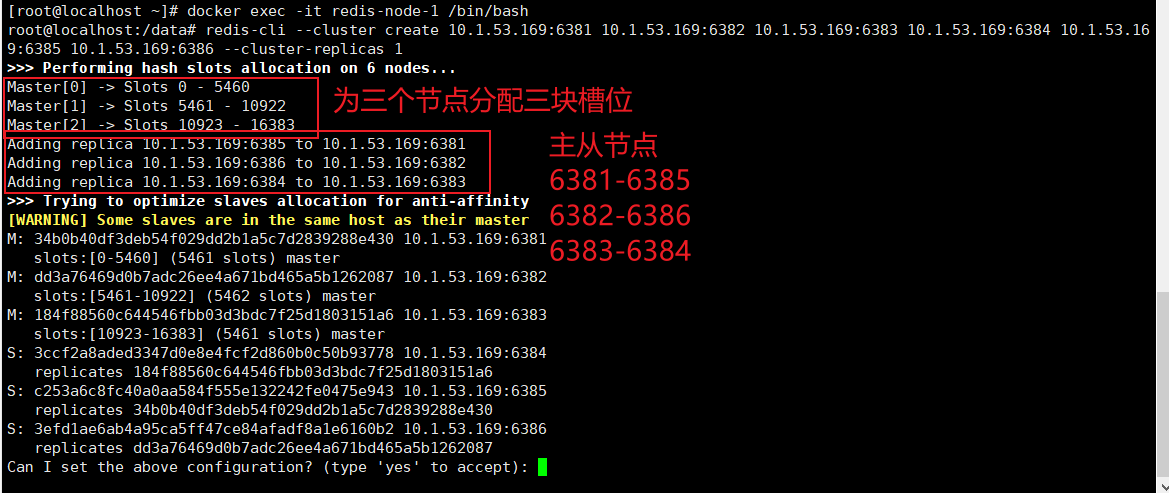 [root@localhost ~]# docker exec -it redis-node-1 /bin/bash
root@localhost:/data# redis-cli --cluster create 10.1.53.169:6381 10.1.53.169:6382 10.1.53.169:6383 10.1.53.169:6384 10.1.53.16
9:6385 10.1.53.169:6386 --cluster-replicas 1
>>> Performing hash slots allocation on 6 nodes...
Master[0] -> Slots 0 - 5460
Master[1] -> Slots 5461 - 10922
Master[2] -> Slots 10923 - 16383
为三个节点分配三块槽位
Adding replica 10.1.53.169:6385 to 10.1.53.169:6381
Adding replica 10.1.53.169:6386 to 10.1.53.169:6382
Adding replica 10.1.53.169:6384 to 10.1.53.169:6383
主从节点
6381-6385
6382-6386
6383-6384
>>> Trying to optimize slaves allocation for anti-affinity
[WARNING] Some slaves are in the same host as their master
M: 34b0b40df3deb54f029dd2b1a5c7d2839288e430 10.1.53.169:6381
slots:[0-5460] (5461 slots) master
M: dd3a76469d0b7adc26ee4a671bd465a5b1262087 10.1.53.169:6382
slots:[5461-10922] (5462 slots) master
M: 184f88560c644546fbb03d3bdc7f25d1803151a6 10.1.53.169:6383
slots:[10923-16383] (5461 slots) master
S: 3ccf2a8aded3347d0e8e4fcf2d860b0c50b93778 10.1.53.169:6384
replicates 184f88560c644546fbb03d3bdc7f25d1803151a6
S: c253a6c8fc40a0aa584f555e132242fe0475e943 10.1.53.169:6385
replicates 34b0b40df3deb54f029dd2b1a5c7d2839288e430
S: 3efd1ae6ab4a95ca5ff47ce84afadf8a1e6160b2 10.1.53.169:6386
replicates dd3a76469d0b7adc26ee4a671bd465a5b1262087
Can I set the above configuration? (type 'yes' to accept):